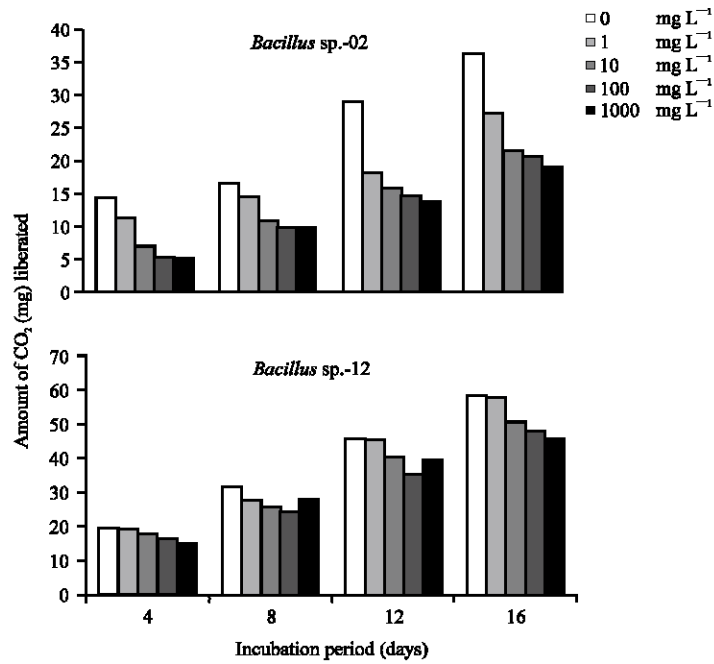 Bacillus sp.-02
0 mg L⁻¹
1 mg L⁻¹
10 mg L⁻¹
100 mg L⁻¹
1000 mg L⁻¹
40
35
30
25
20
15
10
5
0
Amount of CO₂ (mg) liberated
Bacillus sp.-12
70
60
50
40
30
20
10
0
4 8 12 16
Incubation period (days)